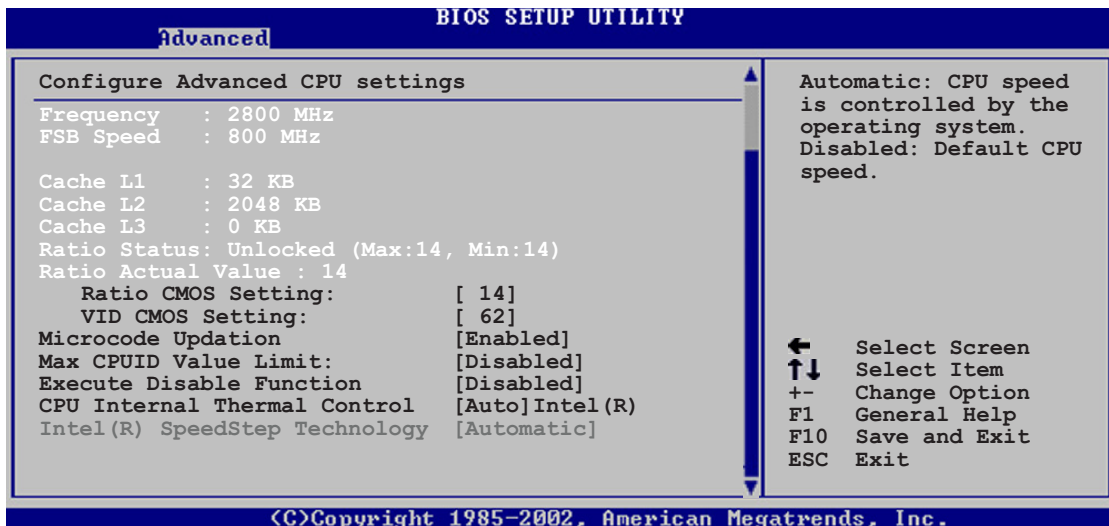 BIOS SETUP UTILITY
Advanced
Configure Advanced CPU settings
Frequency : 2800 MHz
FSB Speed : 800 MHz
Cache L1 : 32 KB
Cache L2 : 2048 KB
Cache L3 : 0 KB
Ratio Status: Unlocked (Max:14, Min:14)
Ratio Actual Value : 14
Ratio CMOS Setting: [ 14]
VID CMOS Setting: [ 62]
Microcode Updation [Enabled]
Max CPUID Value Limit: [Disabled]
Execute Disable Function [Disabled]
CPU Internal Thermal Control [Auto]Intel(R)
Intel(R) SpeedStep Technology [Automatic]
Automatic: CPU speed
is controlled by the
operating system.
Disabled: Default CPU
speed.
← Select Screen
↑↓ Select Item
+- Change Option
F1 General Help
F10 Save and Exit
ESC Exit
(C)Copyright 1985-2002, American Megatrends, Inc.